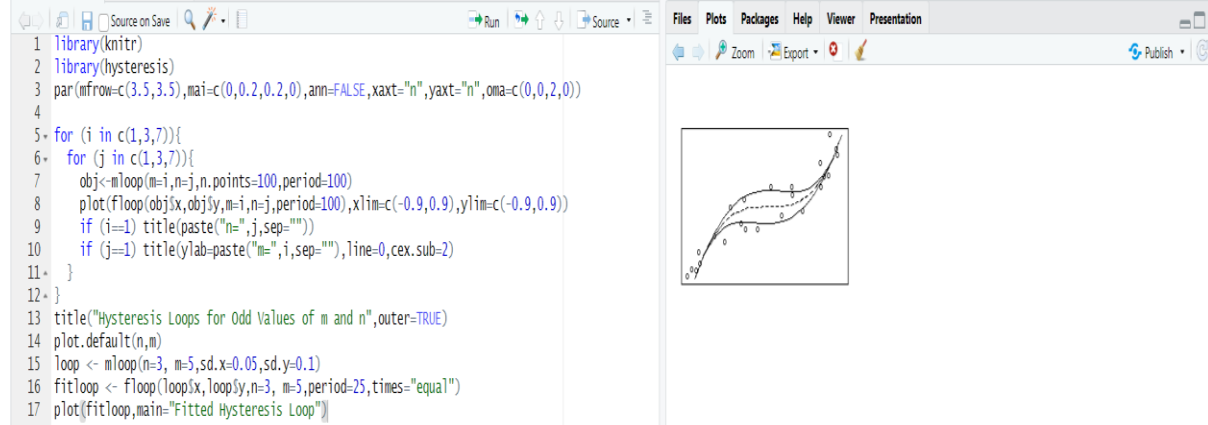 Source on Save Run Source
Files Plots Packages Help Viewer Presentation
Zoom Export Publish
1 library(knitr)
2 library(hysteresis)
3 par(mfrow=c(3.5,3.5),mai=c(0,0.2,0.2,0),ann=FALSE,xaxt="n",yaxt="n",oma=c(0,0,2,0))
4
5 for (i in c(1,3,7)){
6 for (j in c(1,3,7)){
7 obj<-mloop(m=i,n=j,n.points=100,period=100)
8 plot(floop(obj$x,obj$y,m=i,n=j,period=100),xlim=c(-0.9,0.9),ylim=c(-0.9,0.9))
9 if (i==1) title(paste("n=",j,sep=""))
10 if (j==1) title(ylab=paste("m=",i,sep=""),line=0,cex.sub=2)
11 }
12 }
13 title("Hysteresis Loops for Odd Values of m and n",outer=TRUE)
14 plot.default(n,m)
15 loop <- mloop(n=3, m=5,sd.x=0.05,sd.y=0.1)
16 fitloop <- floop(loop$x,loop$y,n=3, m=5,period=25,times="equal")
17 plot(fitloop,main="Fitted Hysteresis Loop")